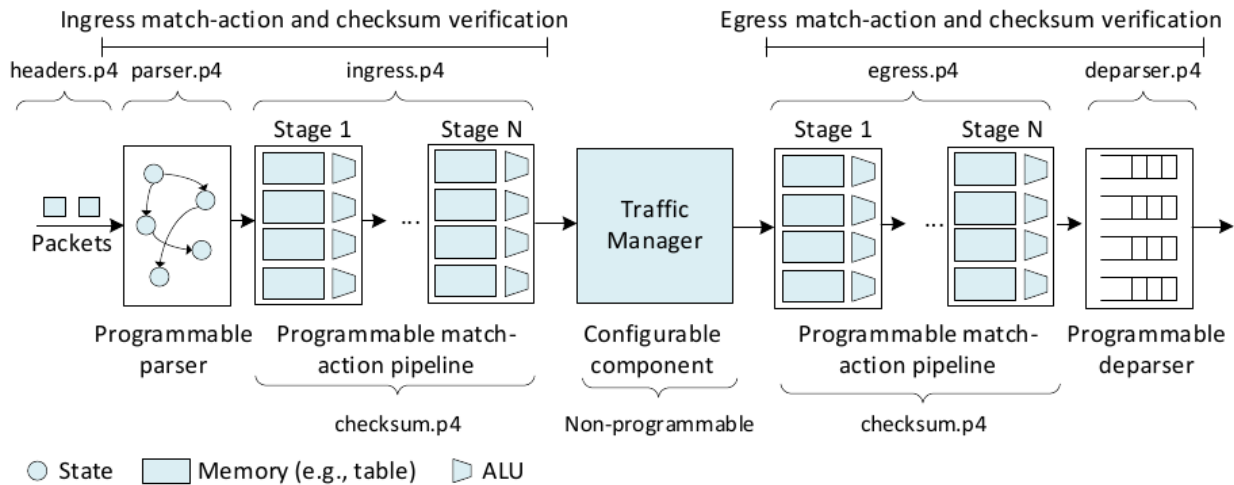 Ingress match-action and checksum verification
Egress match-action and checksum verification
headers.p4
parser.p4
ingress.p4
egress.p4
deparser.p4
Stage 1
Stage N
Stage 1
Stage N
Packets
...
Traffic
Manager
...
Programmable
parser
Programmable match-
action pipeline
Configurable
component
Programmable match-
action pipeline
Programmable
deparser
checksum.p4
Non-programmable
checksum.p4
State
Memory (e.g., table)
ALU